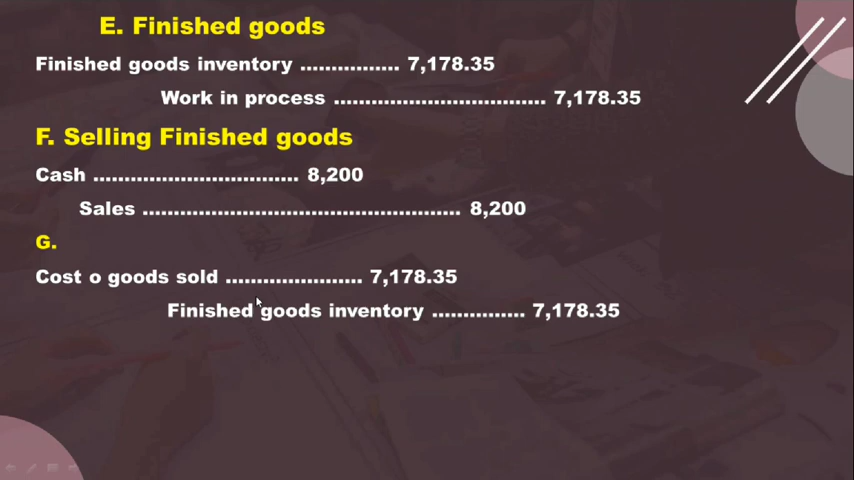 E. Finished goods
Finished goods inventory ................ 7,178.35
Work in process .................................. 7,178.35
F. Selling Finished goods
Cash ................................. 8,200
Sales ................................................... 8,200
G.
Cost o goods sold ...................... 7,178.35
Finished goods inventory ............... 7,178.35